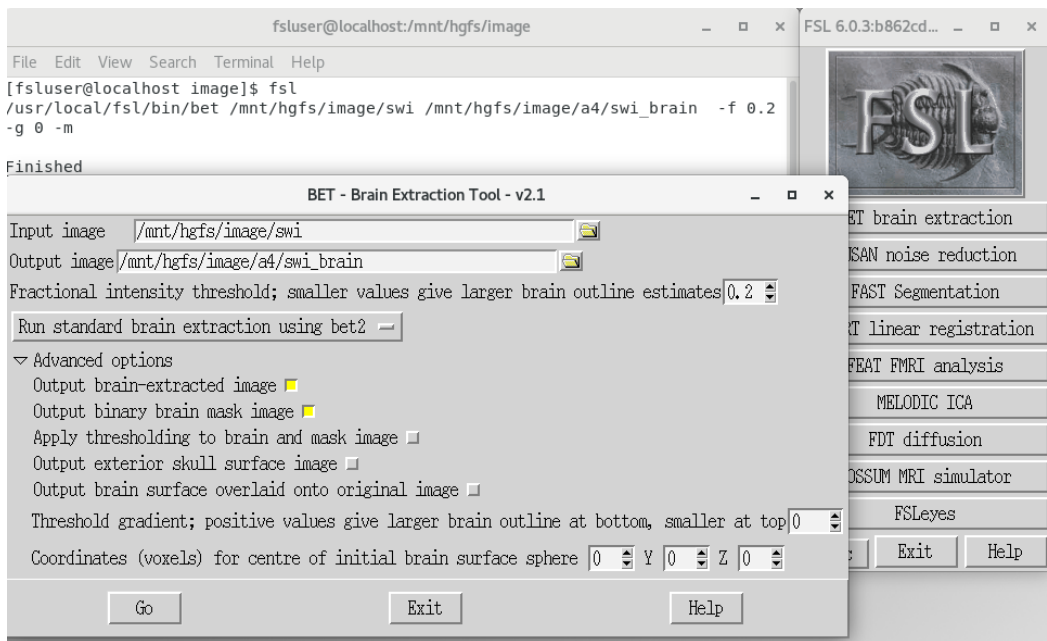 fsluser@localhost:/mnt/hgfs/image
File Edit View Search Terminal Help
[fsluser@localhost image]$ fsl
/usr/local/fsl/bin/bet /mnt/hgfs/image/swi /mnt/hgfs/image/a4/swi_brain -f 0.2
-g 0 -m
Finished
FSL 6.0.3:b862cd...
FSL
BET - Brain Extraction Tool - v2.1
Input image /mnt/hgfs/image/swi
Output image /mnt/hgfs/image/a4/swi_brain
Fractional intensity threshold; smaller values give larger brain outline estimates 0.2
Run standard brain extraction using bet2
Advanced options
Output brain-extracted image
Output binary brain mask image
Apply thresholding to brain and mask image
Output exterior skull surface image
Output brain surface overlaid onto original image
Threshold gradient; positive values give larger brain outline at bottom, smaller at top 0
Coordinates (voxels) for centre of initial brain surface sphere 0 Y 0 Z 0
Go Exit Help
brain extraction
noise reduction
FAST Segmentation
linear registration
FEAT FMRI analysis
MELODIC ICA
FDT diffusion
MRI simulator
FSLeyes
Exit Help